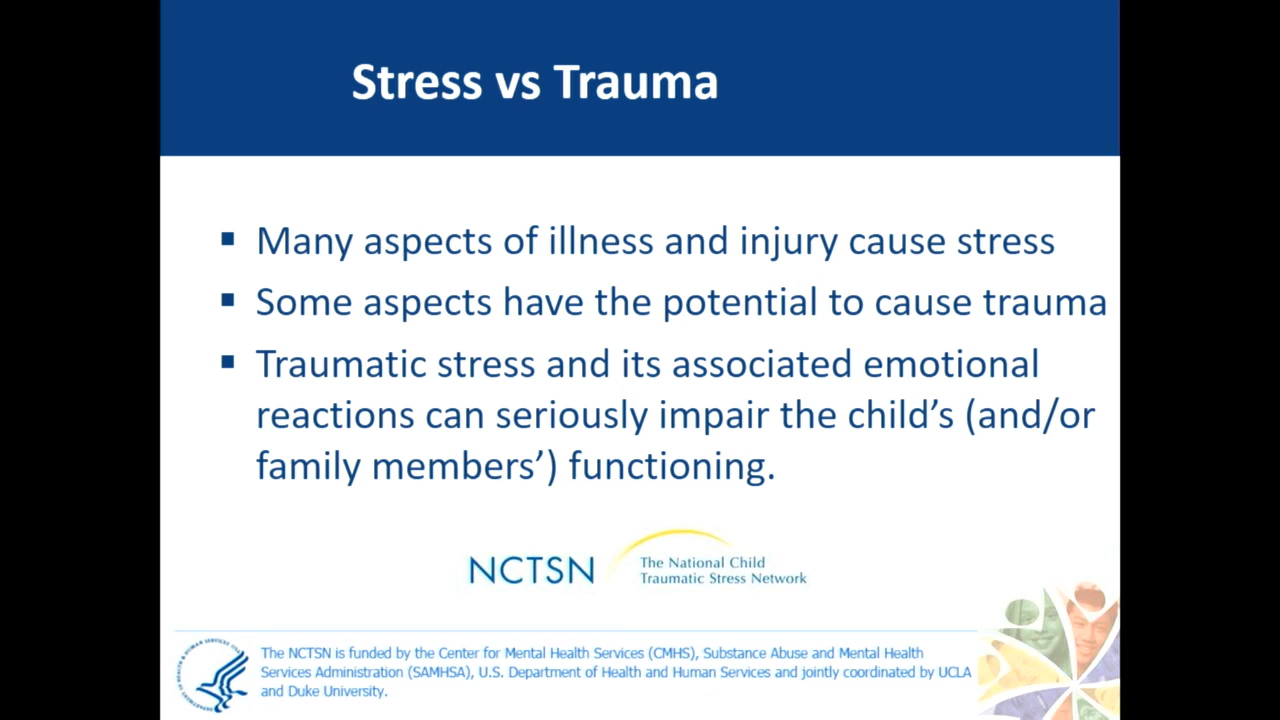 Stress vs Trauma
▪ Many aspects of illness and injury cause stress
▪ Some aspects have the potential to cause trauma
▪ Traumatic stress and its associated emotional
reactions can seriously impair the child’s (and/or
family members’) functioning.
NCTSN
The National Child
Traumatic Stress Network
The NCTSN is funded by the Center for Mental Health Services (CMHS), Substance Abuse and Mental Health
Services Administration (SAMHSA), U.S. Department of Health and Human Services and jointly coordinated by UCLA
and Duke University.